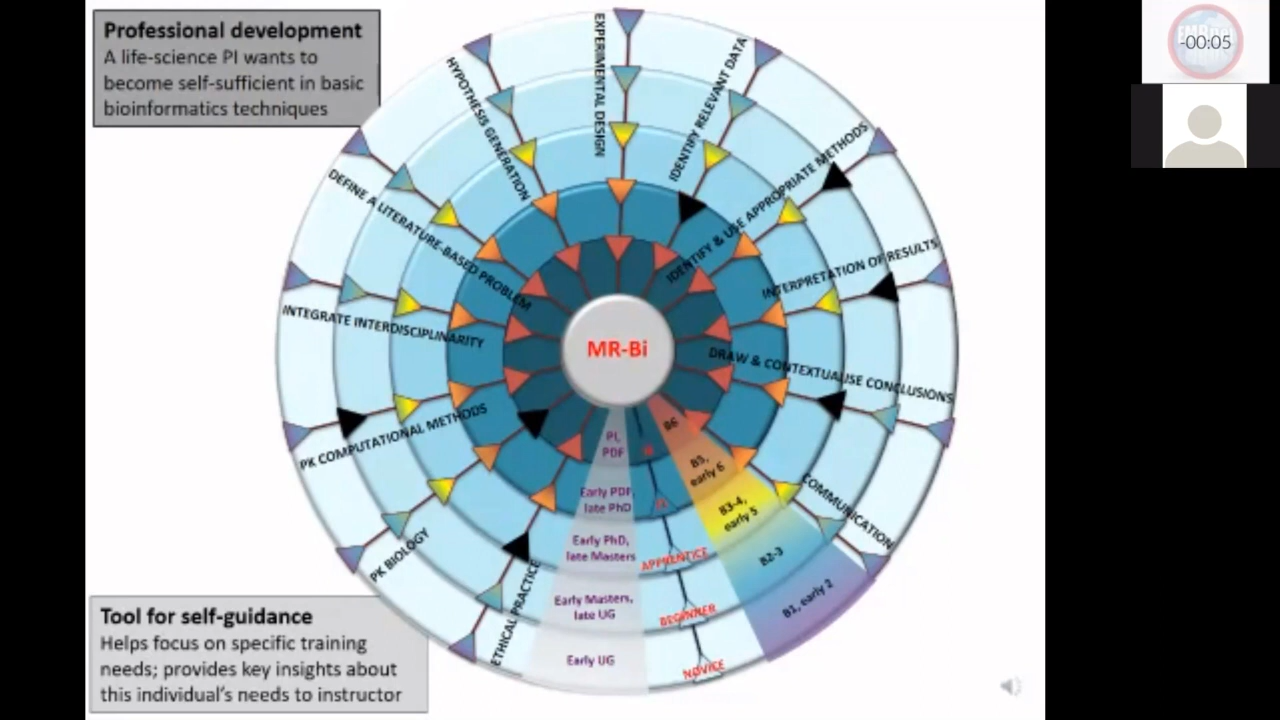 Professional development
A life-science PI wants to
become self-sufficient in basic
bioinformatics techniques
EXPERIMENTAL DESIGN
HYPOTHESIS GENERATION
IDENTIFY RELEVANT DATA
DEFINE A LITERATURE-BASED PROBLEM
IDENTIFY & USE APPROPRIATE METHODS
INTEGRATE INTERDISCIPLINARITY
INTERPRETATION OF RESULTS
MR-Bi
DRAW & CONTEXTUALISE CONCLUSIONS
PK COMPUTATIONAL METHODS
PK BIOLOGY
ETHICAL PRACTICE
COMMUNICATION
PI,
PDF
Early PDF,
late PhD
Early PhD,
late Masters
Early Masters,
late UG
Early UG
APPRENTICE
BEGINNER
NOVICE
B6
B5,
early 6
B3-4,
early 5
B2-3
B1, early 2
Tool for self-guidance
Helps focus on specific training
needs; provides key insights about
this individual's needs to instructor
-00:05